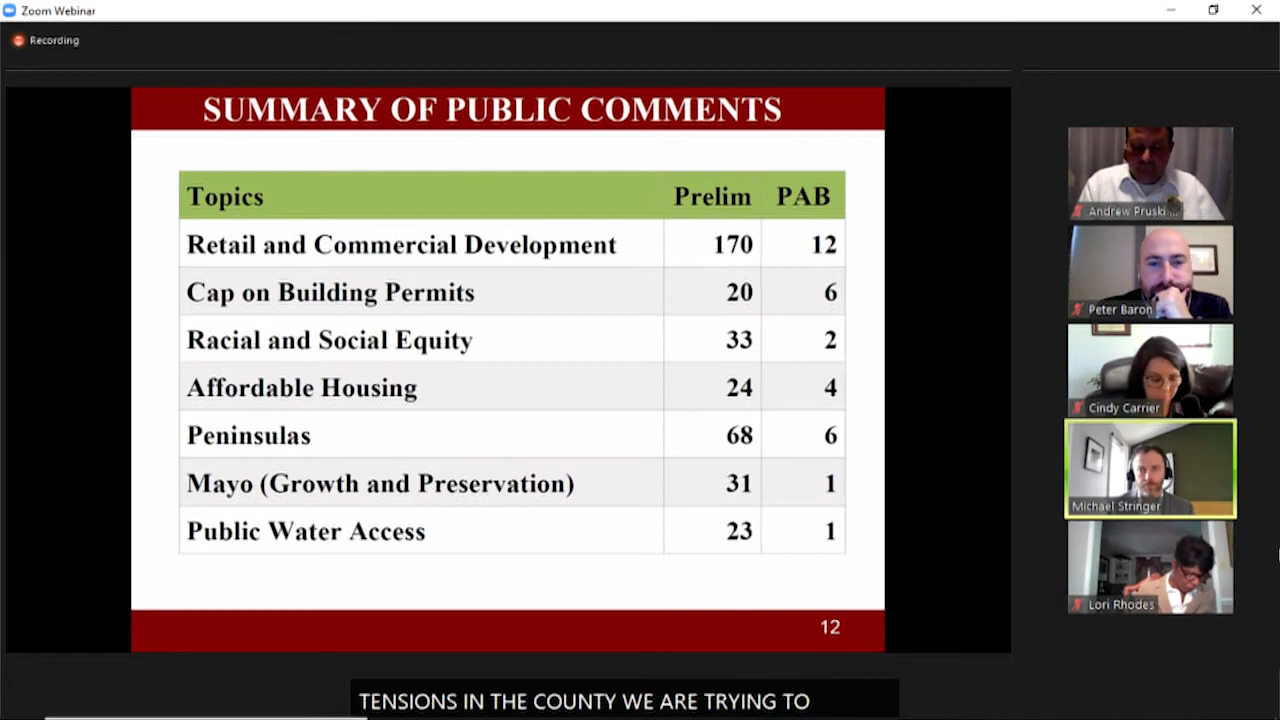 Zoom Webinar
Recording
SUMMARY OF PUBLIC COMMENTS
Topics Prelim PAB
Retail and Commercial Development 170 12
Cap on Building Permits 20 6
Racial and Social Equity 33 2
Affordable Housing 24 4
Peninsulas 68 6
Mayo (Growth and Preservation) 31 1
Public Water Access 23 1
12
Andrew Pruski ...
Peter Baron
Cindy Carrier
Michael Stringer
Lori Rhodes
TENSIONS IN THE COUNTY WE ARE TRYING TO